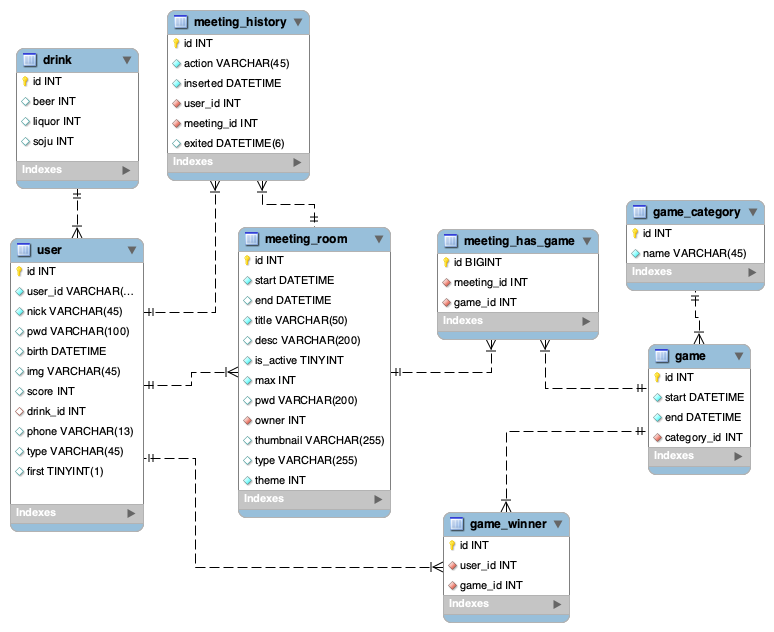 meeting_history
id INT
action VARCHAR(45)
inserted DATETIME
user_id INT
meeting_id INT
exited DATETIME(6)
Indexes
drink
id INT
beer INT
liquor INT
soju INT
Indexes
user
id INT
user_id VARCHAR(...
nick VARCHAR(45)
pwd VARCHAR(100)
birth DATETIME
img VARCHAR(45)
score INT
drink_id INT
phone VARCHAR(13)
type VARCHAR(45)
first TINYINT(1)
Indexes
meeting_room
id INT
start DATETIME
end DATETIME
title VARCHAR(50)
desc VARCHAR(200)
is_active TINYINT
max INT
pwd VARCHAR(200)
owner INT
thumbnail VARCHAR(255)
type VARCHAR(255)
theme INT
Indexes
meeting_has_game
id BIGINT
meeting_id INT
game_id INT
Indexes
game_category
id INT
name VARCHAR(45)
Indexes
game
id INT
start DATETIME
end DATETIME
category_id INT
Indexes
game_winner
id INT
user_id INT
game_id INT
Indexes